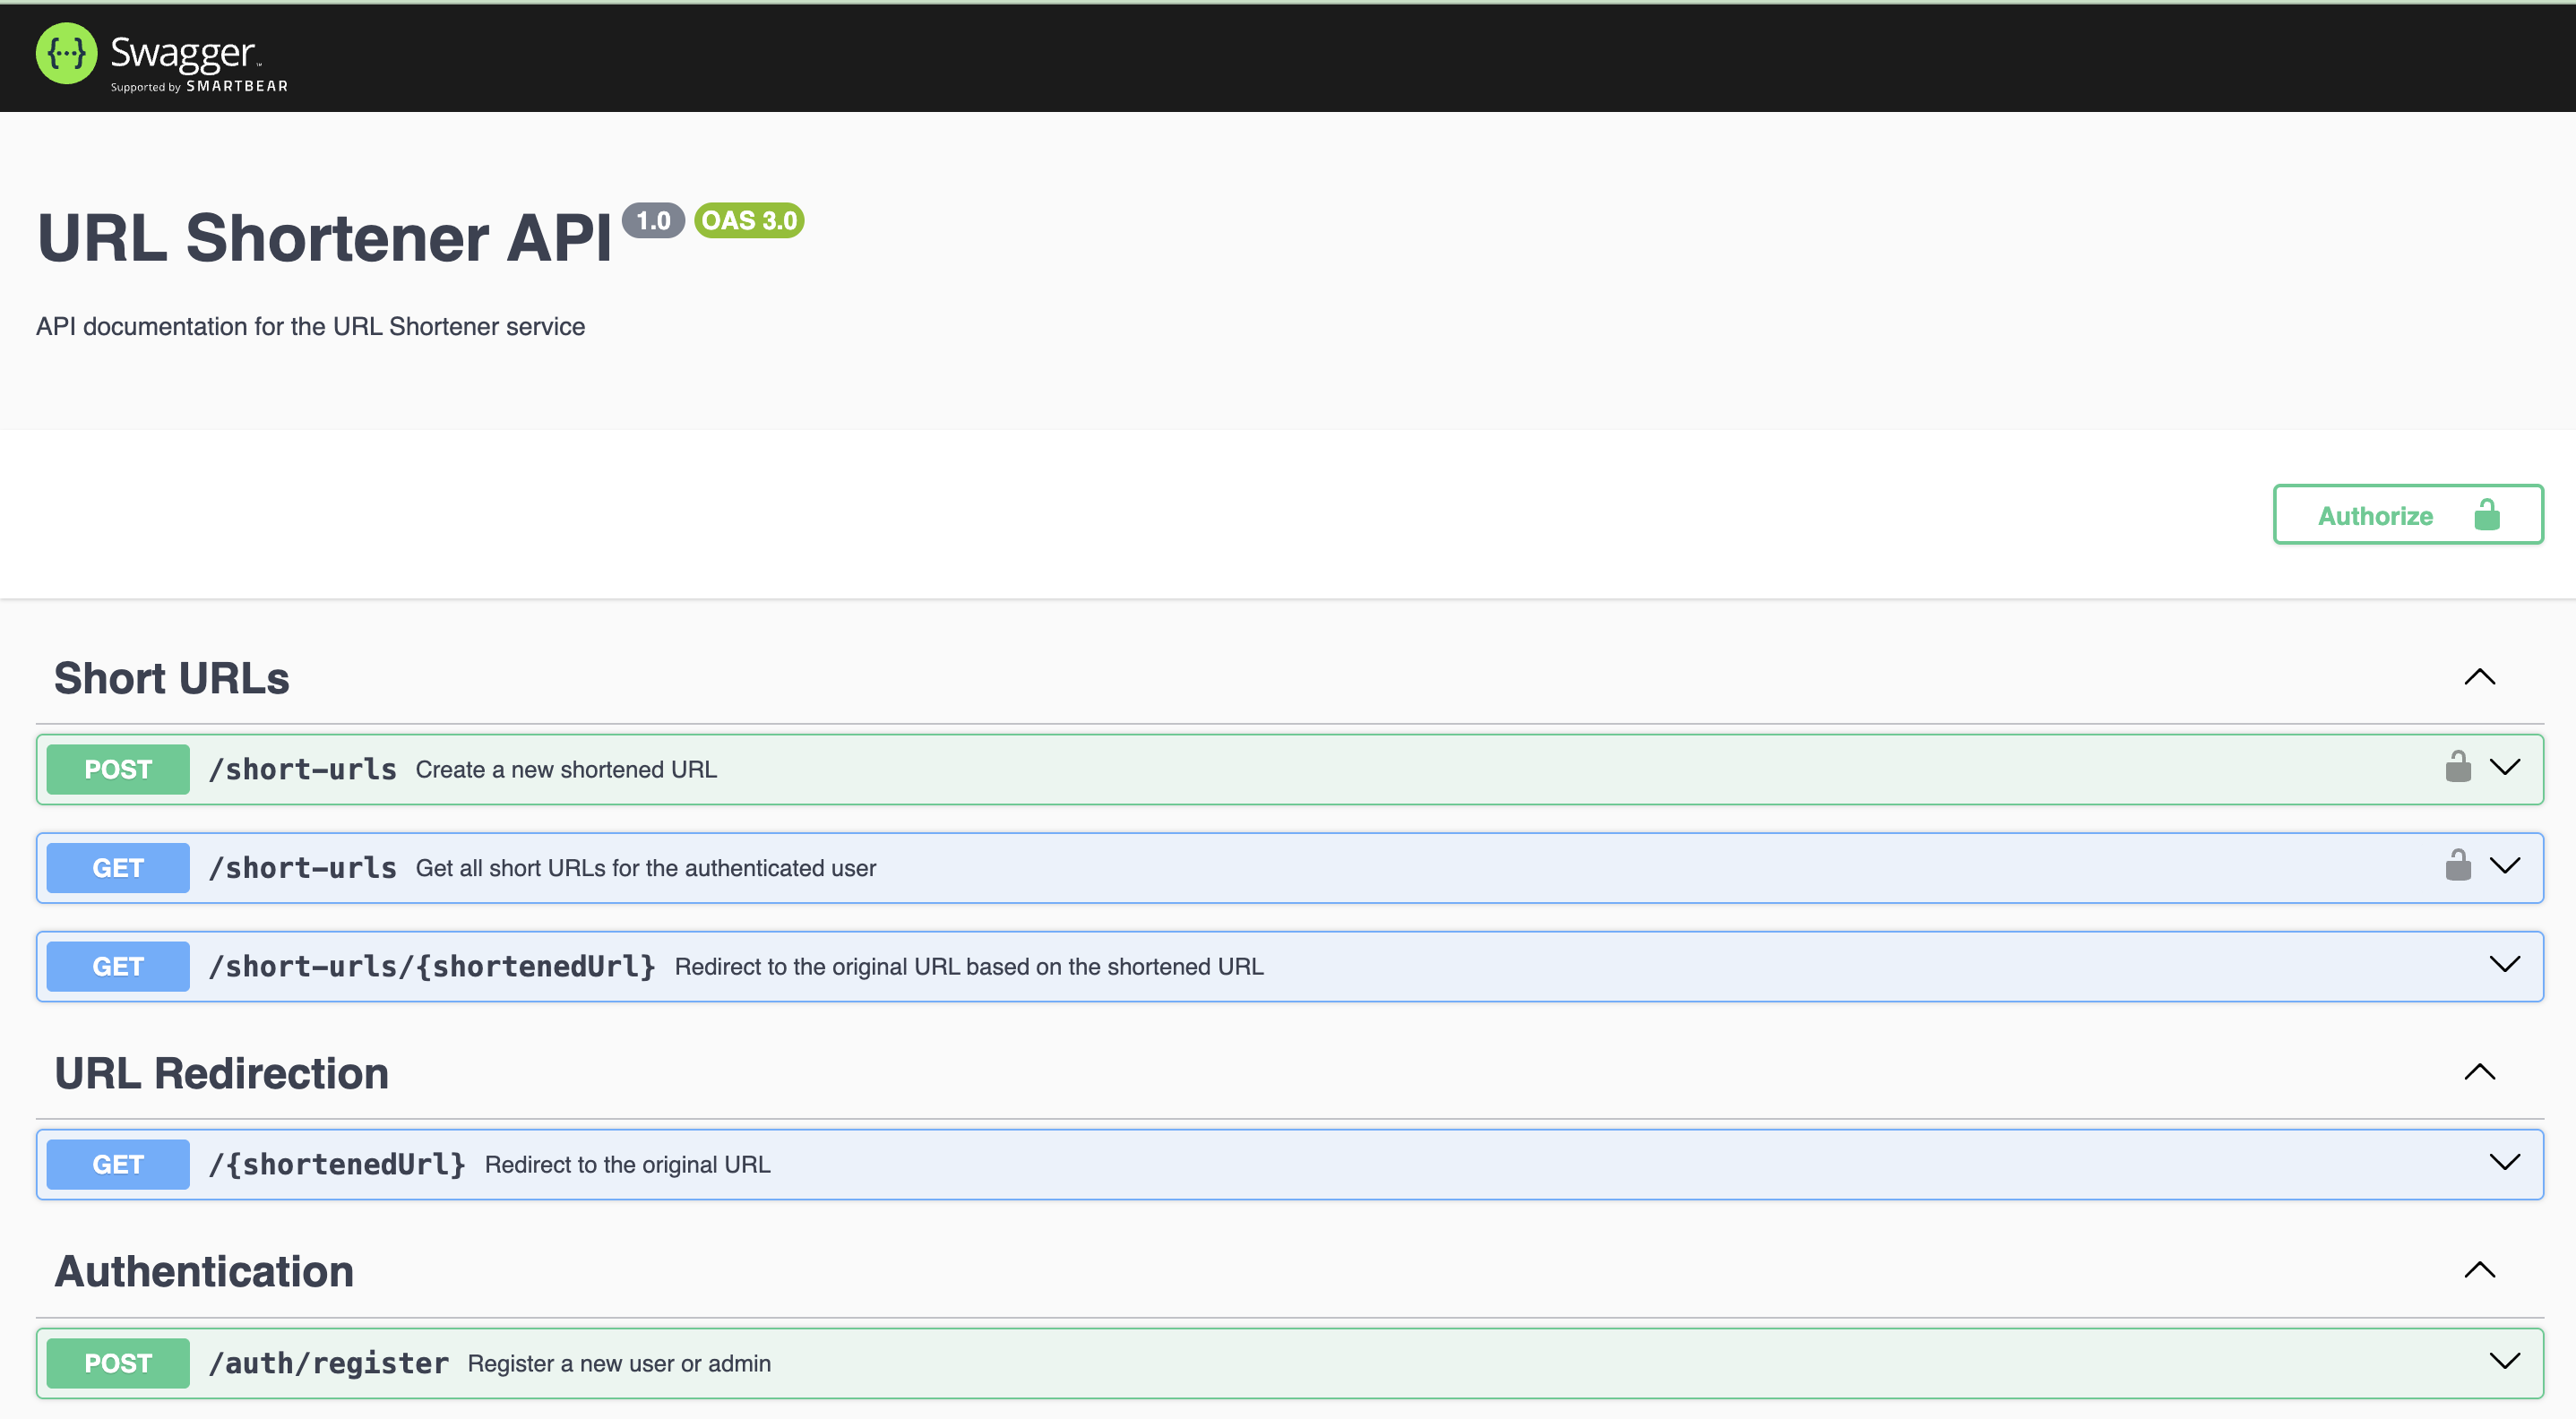 Swagger™
Supported by SMARTBEAR
URL Shortener API 1.0 OAS 3.0
API documentation for the URL Shortener service
Authorize
Short URLs
POST /short-urls Create a new shortened URL
GET /short-urls Get all short URLs for the authenticated user
GET /short-urls/{shortenedUrl} Redirect to the original URL based on the shortened URL
URL Redirection
GET /{shortenedUrl} Redirect to the original URL
Authentication
POST /auth/register Register a new user or admin